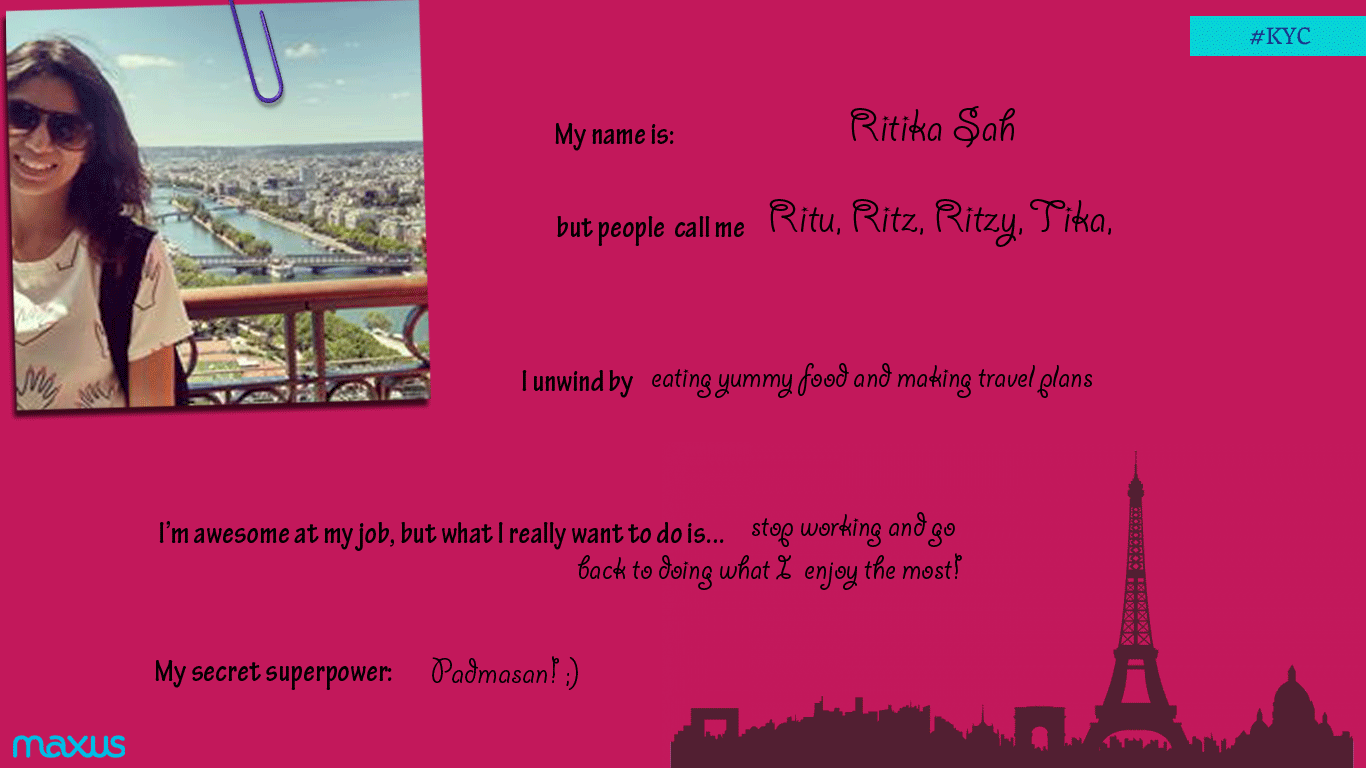 #KYC
My name is: Ritika Sah
but people call me Ritu, Ritz, Ritzy, Tika,
I unwind by eating yummy food and making travel plans
I'm awesome at my job, but what I really want to do is... stop working and go
back to doing what I enjoy the most!
My secret superpower: Padmasan! ;)
maxus